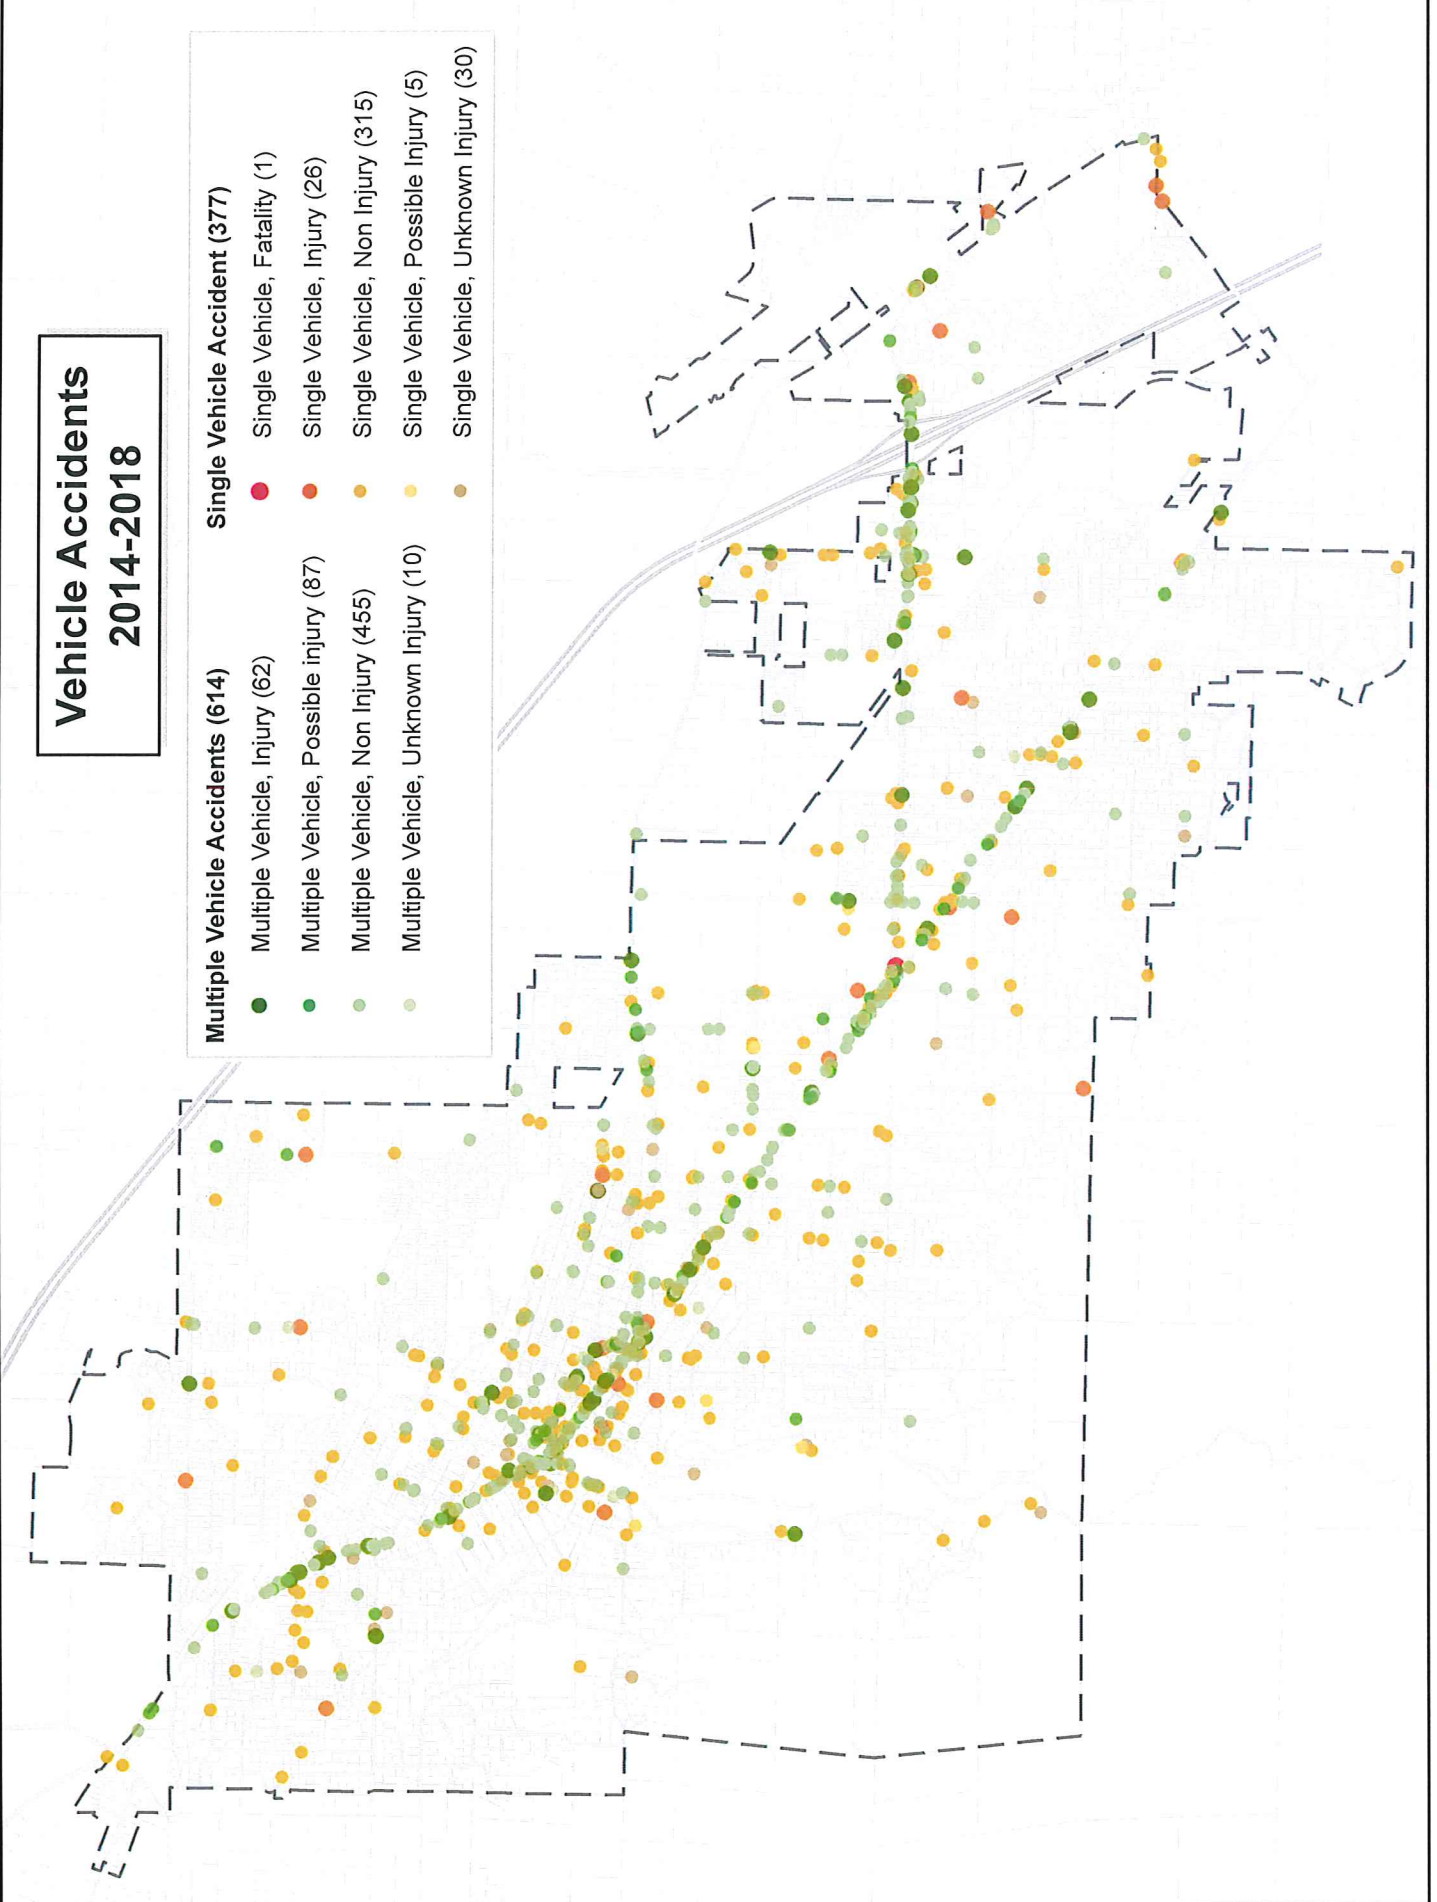 Vehicle Accidents
2014-2018
Multiple Vehicle Accidents (614)
Multiple Vehicle, Injury (62)
Multiple Vehicle, Possible injury (87)
Multiple Vehicle, Non Injury (455)
Multiple Vehicle, Unknown Injury (10)
Single Vehicle Accident (377)
Single Vehicle, Fatality (1)
Single Vehicle, Injury (26)
Single Vehicle, Non Injury (315)
Single Vehicle, Possible Injury (5)
Single Vehicle, Unknown Injury (30)